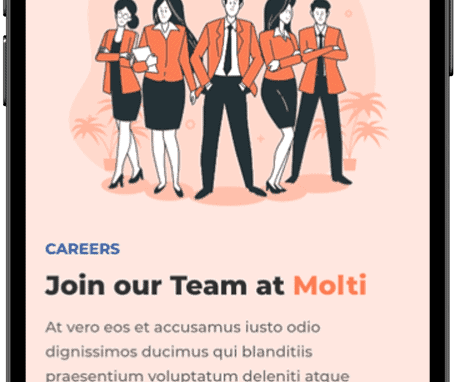 CAREERS
Join our Team at Molti
At vero eos et accusamus iusto odio
dignissimos ducimus qui blanditiis
praesentium voluptatum deleniti atque